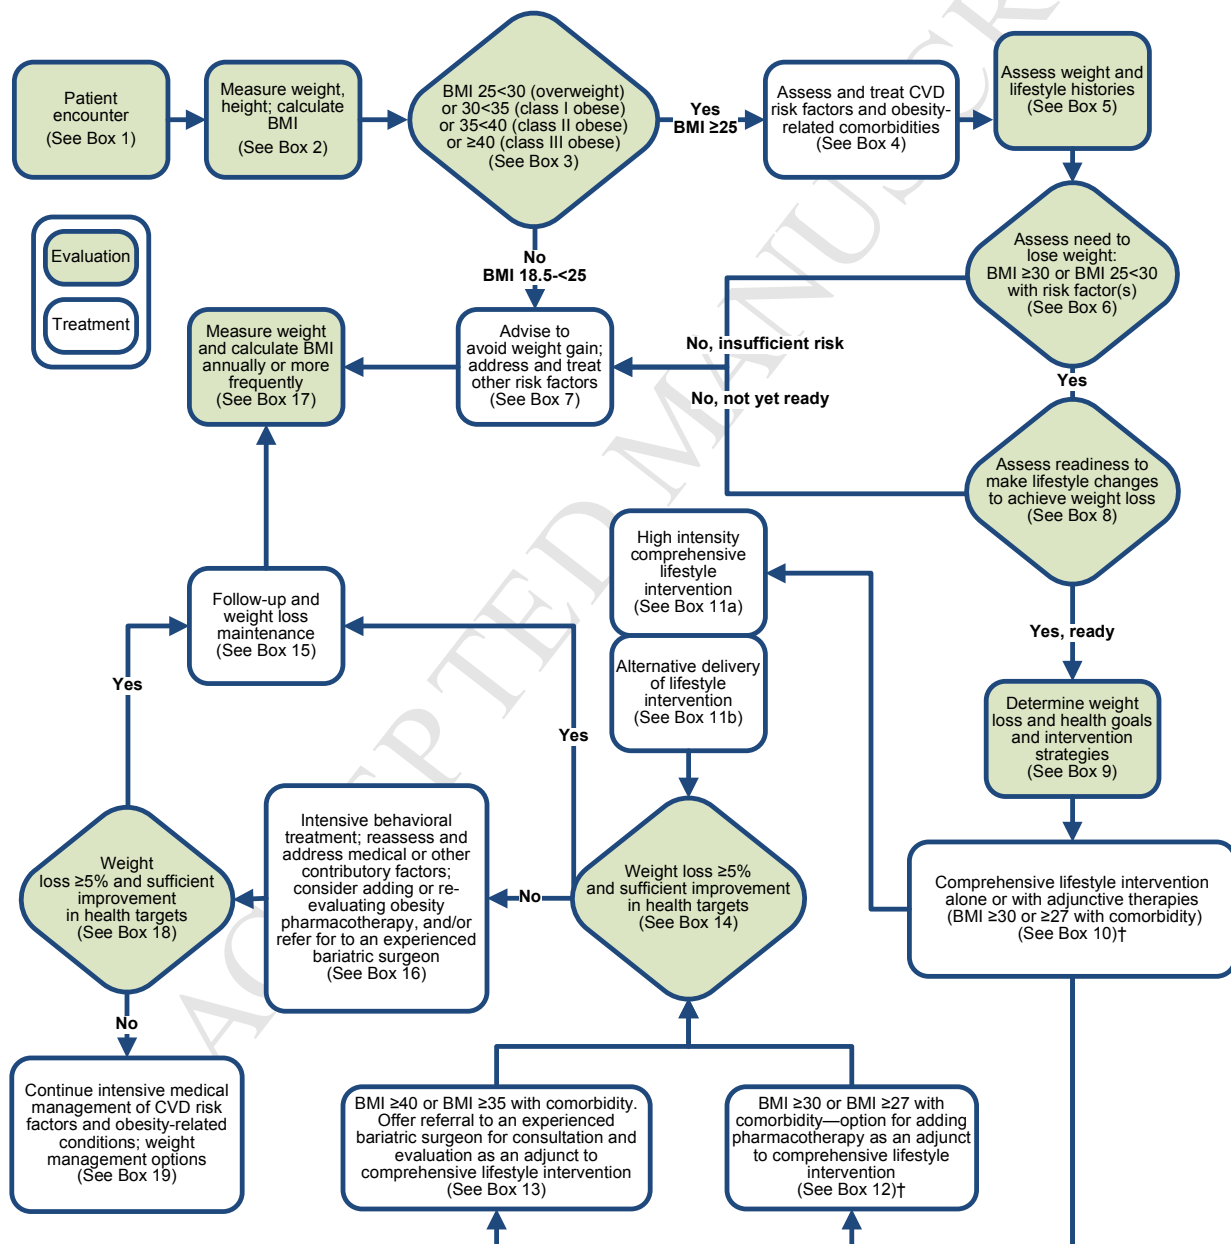 Patient
encounter
(See Box 1)
Measure weight,
height; calculate
BMI
(See Box 2)
BMI 25<30 (overweight)
or 30<35 (class I obese)
or 35<40 (class II obese)
or ≥40 (class III obese)
(See Box 3)
Yes
BMI ≥25
Assess and treat CVD
risk factors and obesity-
related comorbidities
(See Box 4)
Assess weight and
lifestyle histories
(See Box 5)
Evaluation
Treatment
No
BMI 18.5-<25
Assess need to
lose weight:
BMI ≥30 or BMI 25<30
with risk factor(s)
(See Box 6)
Measure weight
and calculate BMI
annually or more
frequently
(See Box 17)
Advise to
avoid weight gain;
address and treat
other risk factors
(See Box 7)
No, insufficient risk
No, not yet ready
Yes
Assess readiness to
make lifestyle changes
to achieve weight loss
(See Box 8)
High intensity
comprehensive
lifestyle
intervention
(See Box 11a)
Follow-up and
weight loss
maintenance
(See Box 15)
Alternative delivery
of lifestyle
intervention
(See Box 11b)
Yes, ready
Yes
Yes
Determine weight
loss and health goals
and intervention
strategies
(See Box 9)
Weight
loss ≥5% and sufficient
improvement
in health targets
(See Box 18)
Intensive behavioral
treatment; reassess and
address medical or other
contributory factors;
consider adding or re-
evaluating obesity
pharmacotherapy, and/or
refer for to an experienced
bariatric surgeon
(See Box 16)
No
Weight loss ≥5%
and sufficient improvement
in health targets
(See Box 14)
Comprehensive lifestyle intervention
alone or with adjunctive therapies
(BMI ≥30 or ≥27 with comorbidity)
(See Box 10)†
No
Continue intensive medical
management of CVD risk
factors and obesity-related
conditions; weight
management options
(See Box 19)
BMI ≥40 or BMI ≥35 with comorbidity.
Offer referral to an experienced
bariatric surgeon for consultation and
evaluation as an adjunct to
comprehensive lifestyle intervention
(See Box 13)
BMI ≥30 or BMI ≥27 with
comorbidity—option for adding
pharmacotherapy as an adjunct
to comprehensive lifestyle
intervention
(See Box 12)†
ACCEPTED MANUSCR